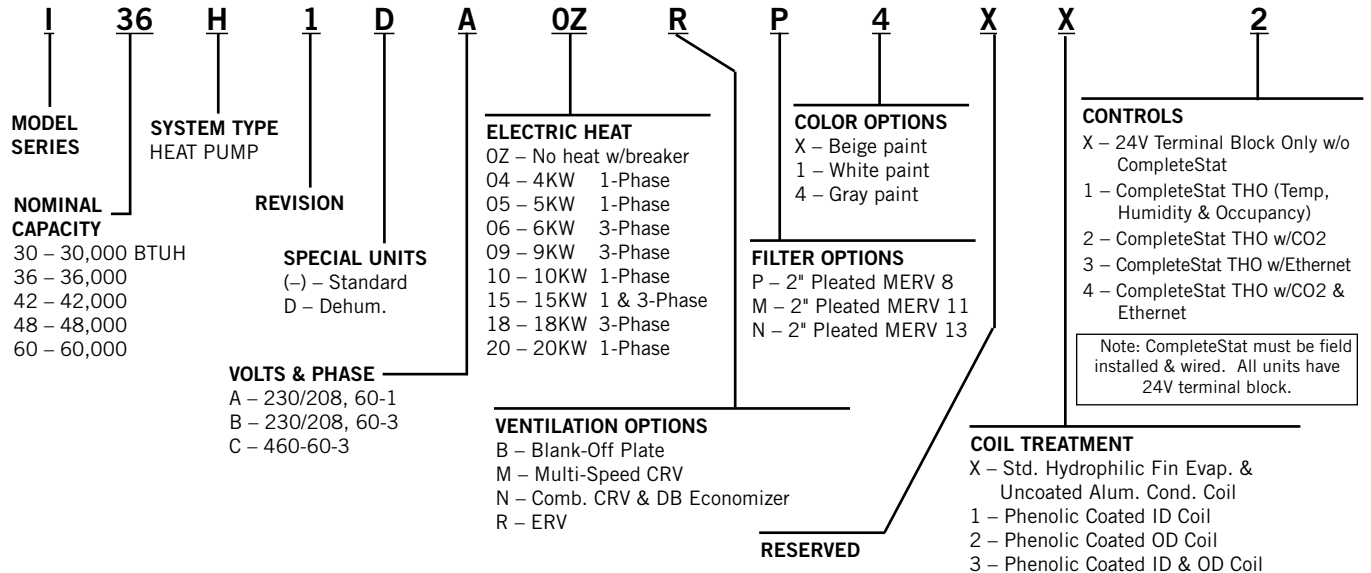 I 36 H 1 D A 0Z R P 4 X X 2
MODEL
SERIES
SYSTEM TYPE
HEAT PUMP
NOMINAL
CAPACITY
30 – 30,000 BTUH
36 – 36,000
42 – 42,000
48 – 48,000
60 – 60,000
REVISION
SPECIAL UNITS
(–) – Standard
D – Dehum.
VOLTS & PHASE
A – 230/208, 60-1
B – 230/208, 60-3
C – 460-60-3
ELECTRIC HEAT
0Z – No heat w/breaker
04 – 4KW 1-Phase
05 – 5KW 1-Phase
06 – 6KW 3-Phase
09 – 9KW 3-Phase
10 – 10KW 1-Phase
15 – 15KW 1 & 3-Phase
18 – 18KW 3-Phase
20 – 20KW 1-Phase
VENTILATION OPTIONS
B – Blank-Off Plate
M – Multi-Speed CRV
N – Comb. CRV & DB Economizer
R – ERV
COLOR OPTIONS
X – Beige paint
1 – White paint
4 – Gray paint
FILTER OPTIONS
P – 2" Pleated MERV 8
M – 2" Pleated MERV 11
N – 2" Pleated MERV 13
RESERVED
CONTROLS
X – 24V Terminal Block Only w/o
CompleteStat
1 – CompleteStat THO (Temp,
Humidity & Occupancy)
2 – CompleteStat THO w/CO2
3 – CompleteStat THO w/Ethernet
4 – CompleteStat THO w/CO2 &
Ethernet
Note: CompleteStat must be field
installed & wired. All units have
24V terminal block.
COIL TREATMENT
X – Std. Hydrophilic Fin Evap. &
Uncoated Alum. Cond. Coil
1 – Phenolic Coated ID Coil
2 – Phenolic Coated OD Coil
3 – Phenolic Coated ID & OD Coil